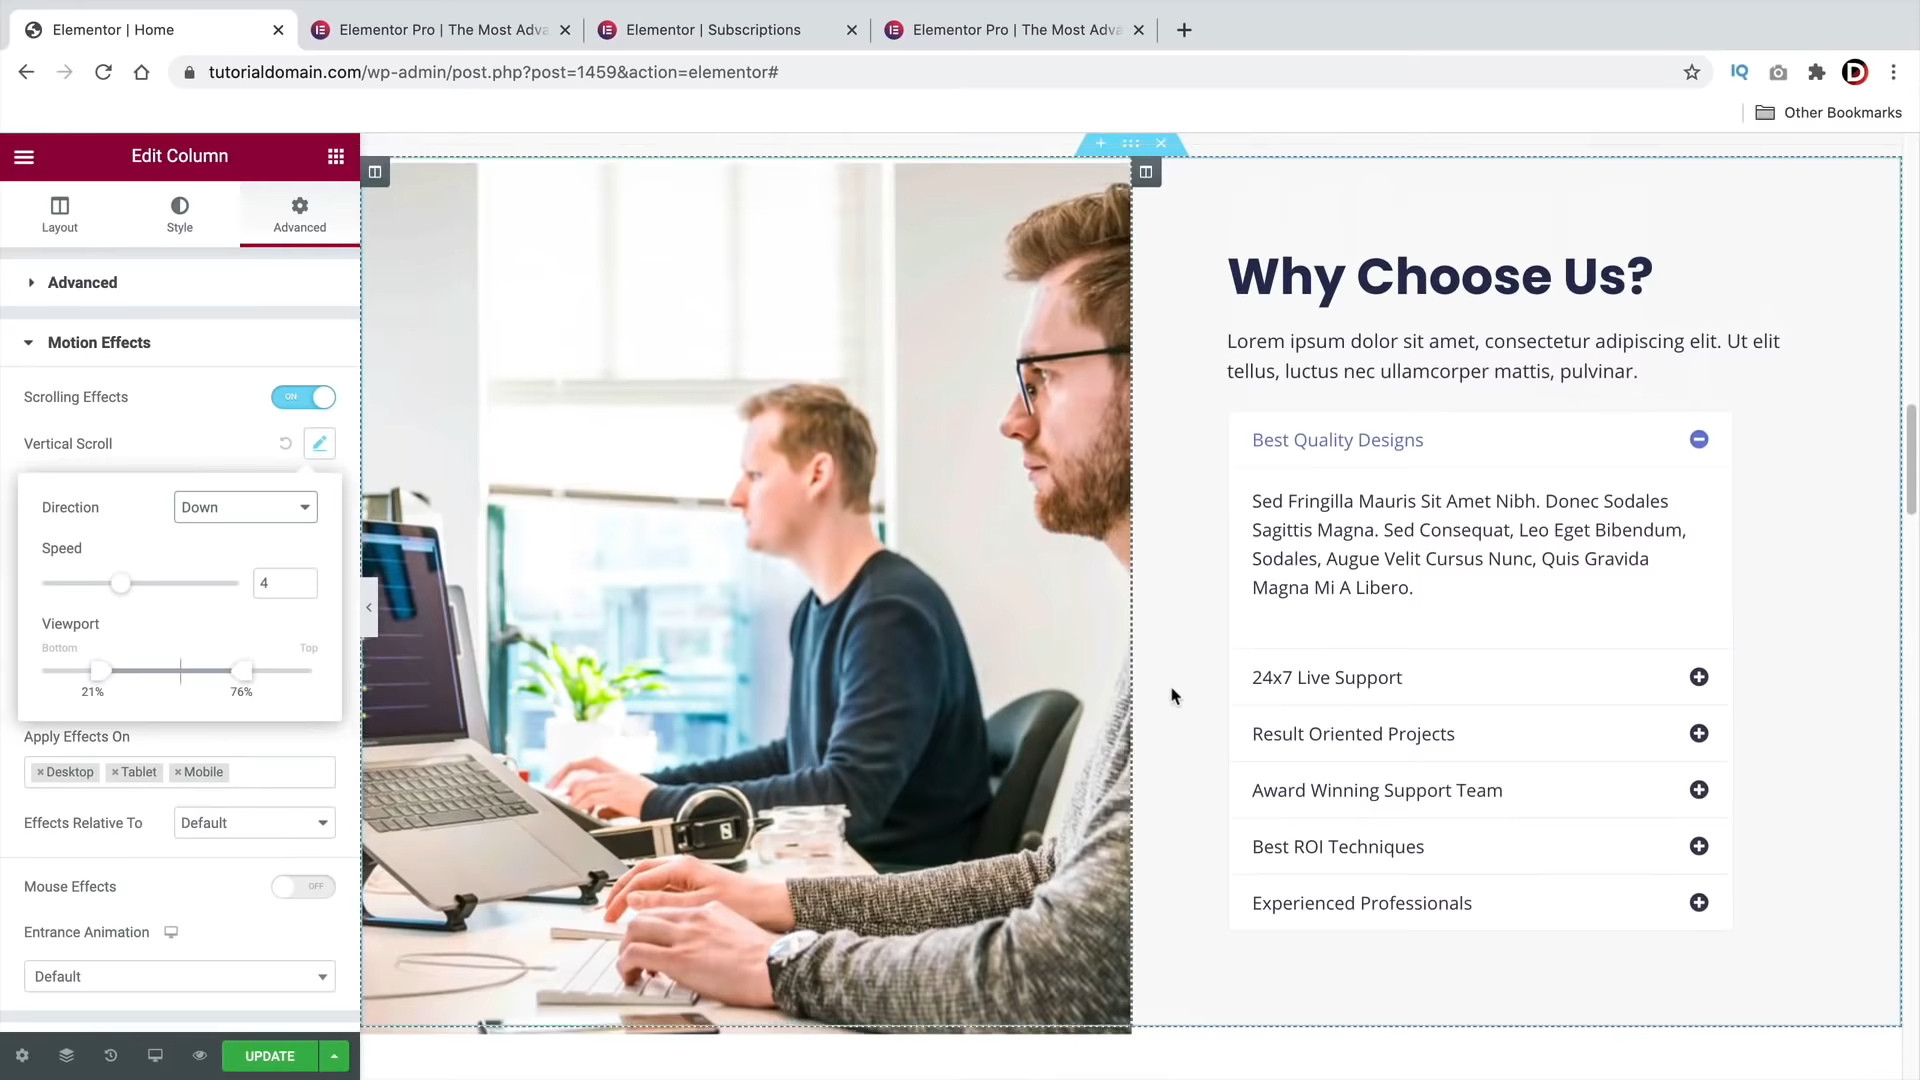 Elementor | Home
Elementor Pro | The Most Adva
Elementor | Subscriptions
Elementor Pro | The Most Adva
tutorialdomain.com/wp-admin/post.php?post=1459&action=elementor#
IQ
D
Other Bookmarks
Edit Column
Layout
Style
Advanced
Advanced
Motion Effects
Scrolling Effects
ON
Vertical Scroll
Direction
Down
Speed
4
Viewport
Bottom
Top
21%
76%
Apply Effects On
× Desktop
× Tablet
× Mobile
Effects Relative To
Default
Mouse Effects
OFF
Entrance Animation
Default
UPDATE
Why Choose Us?
Lorem ipsum dolor sit amet, consectetur adipiscing elit. Ut elit
tellus, luctus nec ullamcorper mattis, pulvinar.
Best Quality Designs
Sed Fringilla Mauris Sit Amet Nibh. Donec Sodales
Sagittis Magna. Sed Consequat, Leo Eget Bibendum,
Sodales, Augue Velit Cursus Nunc, Quis Gravida
Magna Mi A Libero.
24x7 Live Support
Result Oriented Projects
Award Winning Support Team
Best ROI Techniques
Experienced Professionals